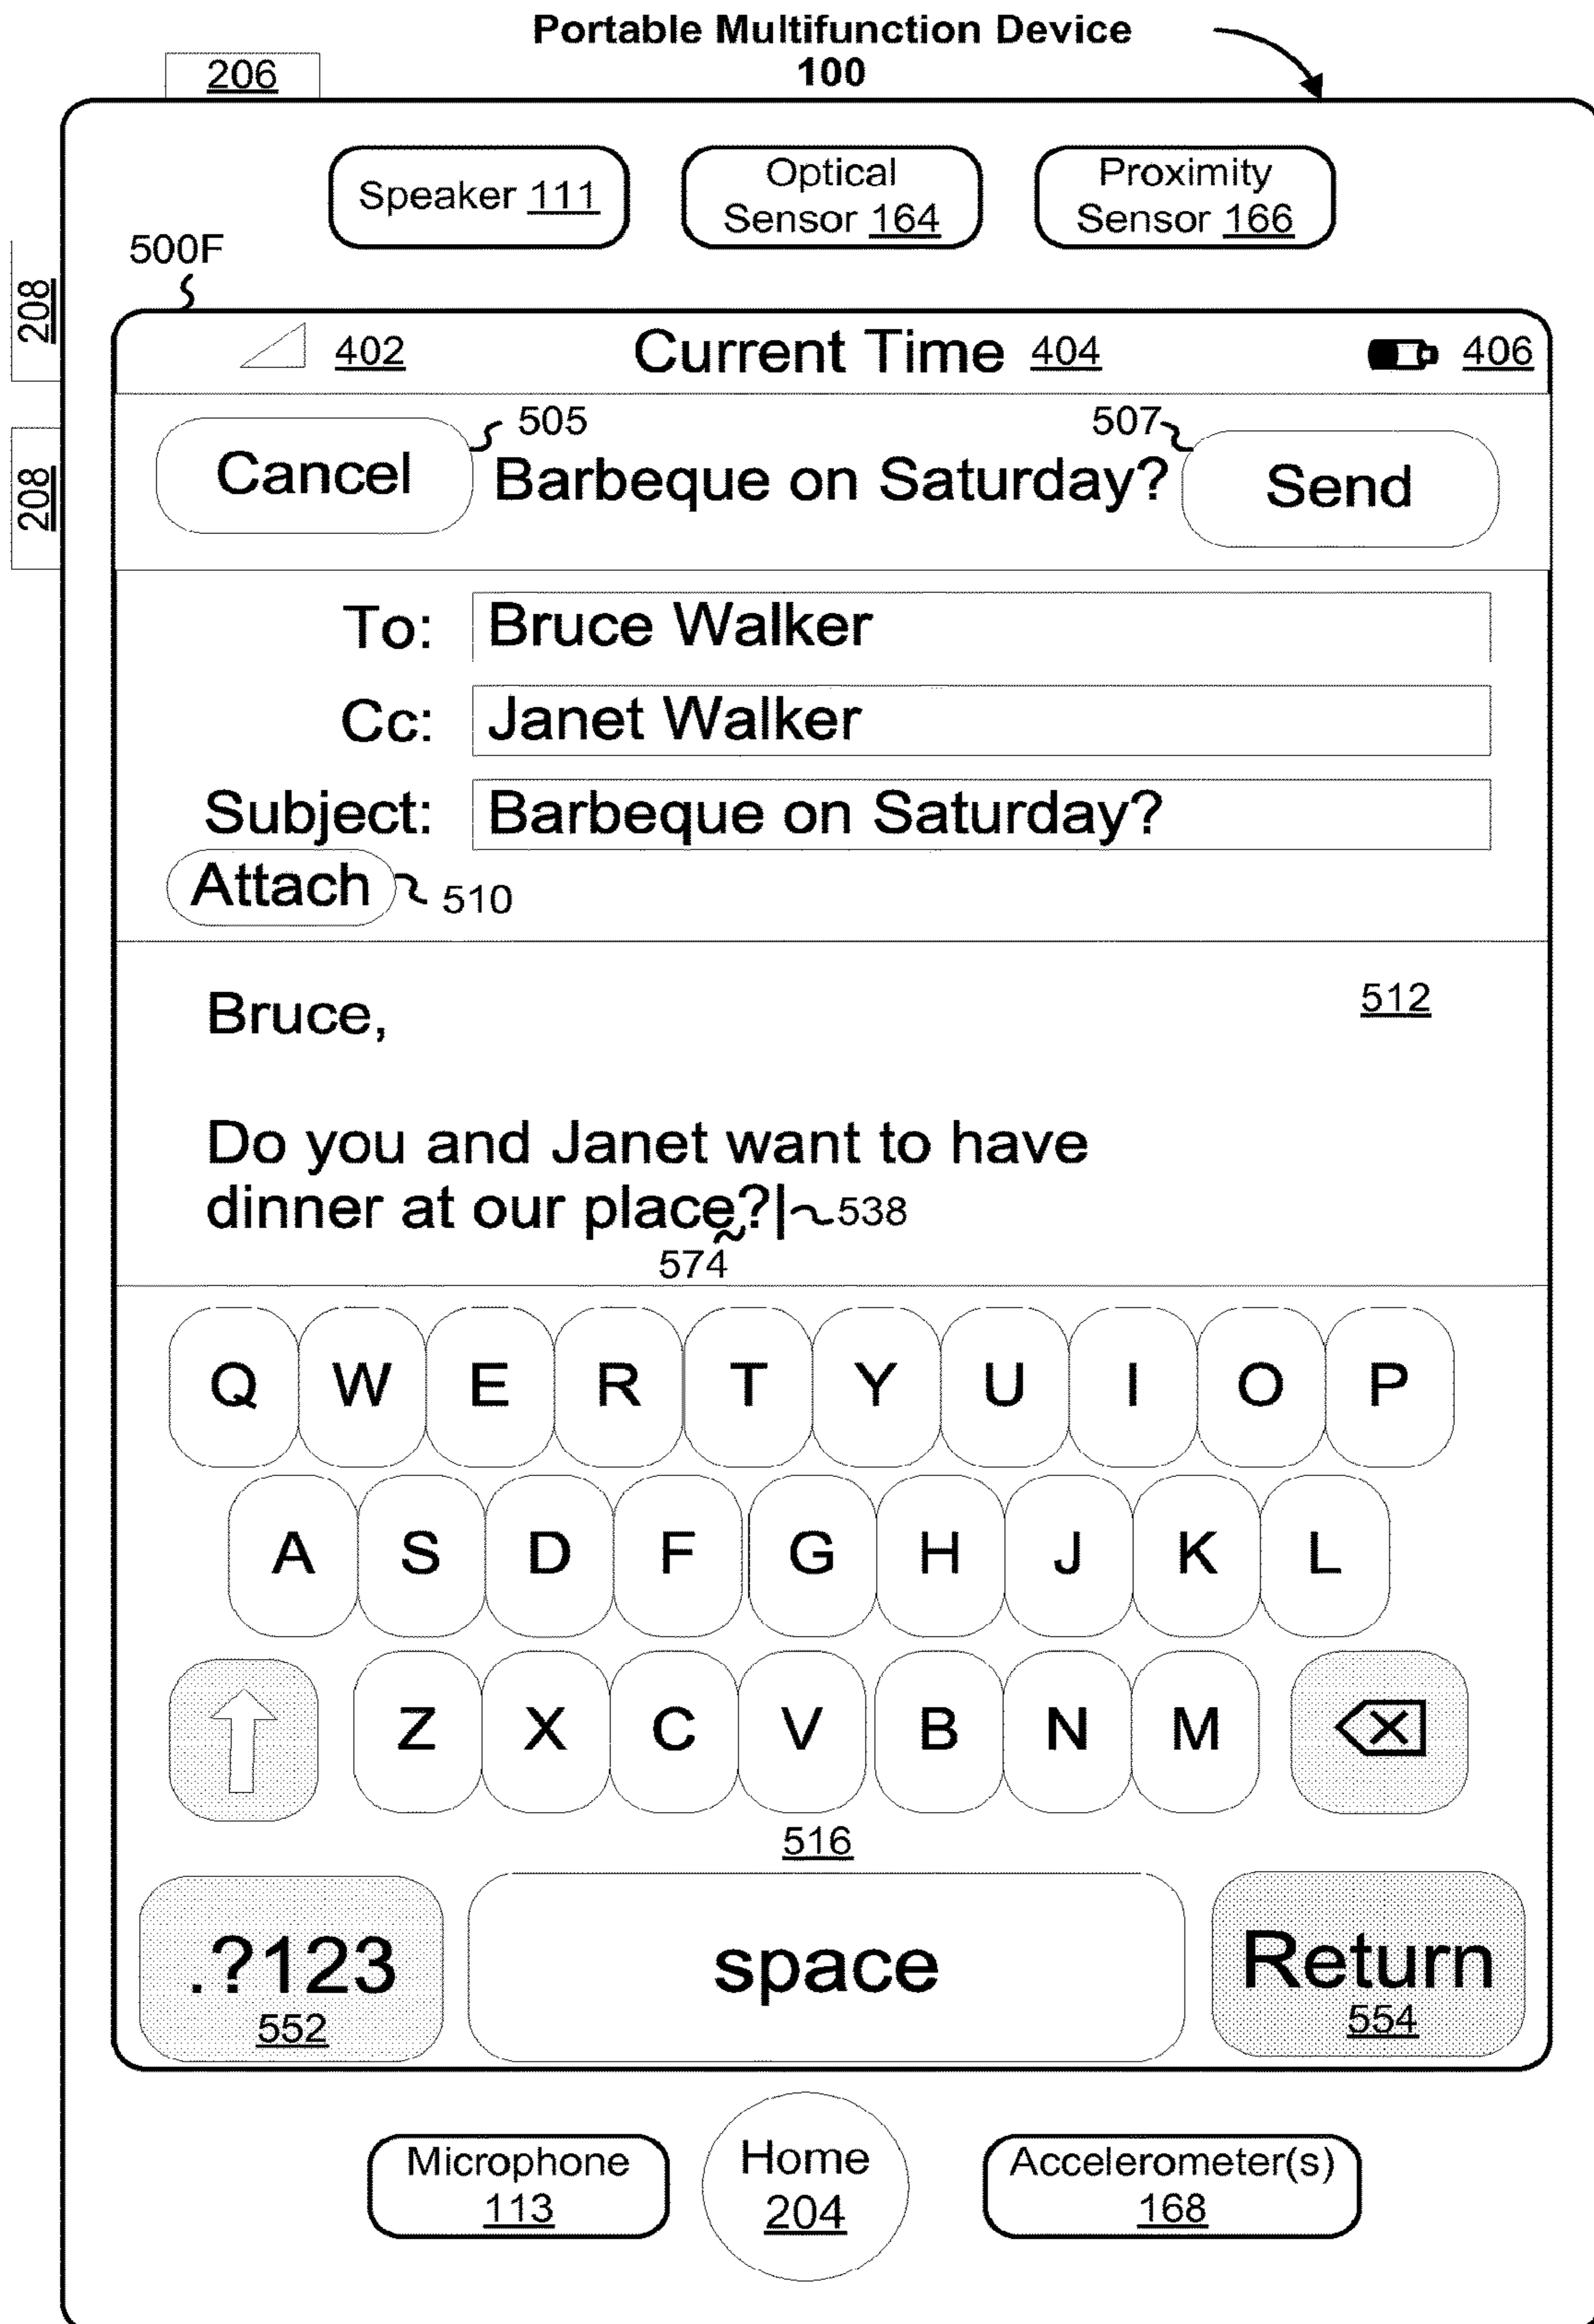 Portable Multifunction Device
100
206
Speaker 111
Optical
Sensor 164
Proximity
Sensor 166
500F
208
208
402
Current Time 404
406
Cancel
505
Barbeque on Saturday?
507
Send
To: Bruce Walker
Cc: Janet Walker
Subject: Barbeque on Saturday?
Attach 510
Bruce,
512
Do you and Janet want to have
dinner at our place?
538
574
Q W E R T Y U I O P
A S D F G H J K L
Z X C V B N M
516
.?123
552
space
Return
554
Microphone
113
Home
204
Accelerometer(s)
168